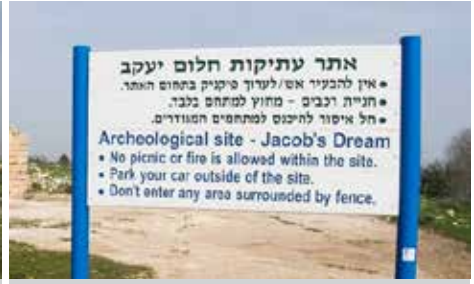 אתר עתיקות חלום יעקב
•אין להבעיר אש/לערוך פיקניק בתחום האתר.
•חנייה רכבים - מחוץ למתחם בלבד.
•חל איסור להיכנס למתחמים המגודרים.
Archeological site - Jacob's Dream
• No picnic or fire is allowed within the site.
• Park your car outside of the site.
• Don't enter any area surrounded by fence.